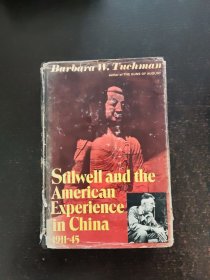 Barbara W. Tuchman
author of THE GUNS OF AUGUST
Stilwell and the
American
Experience
in China
1911-45